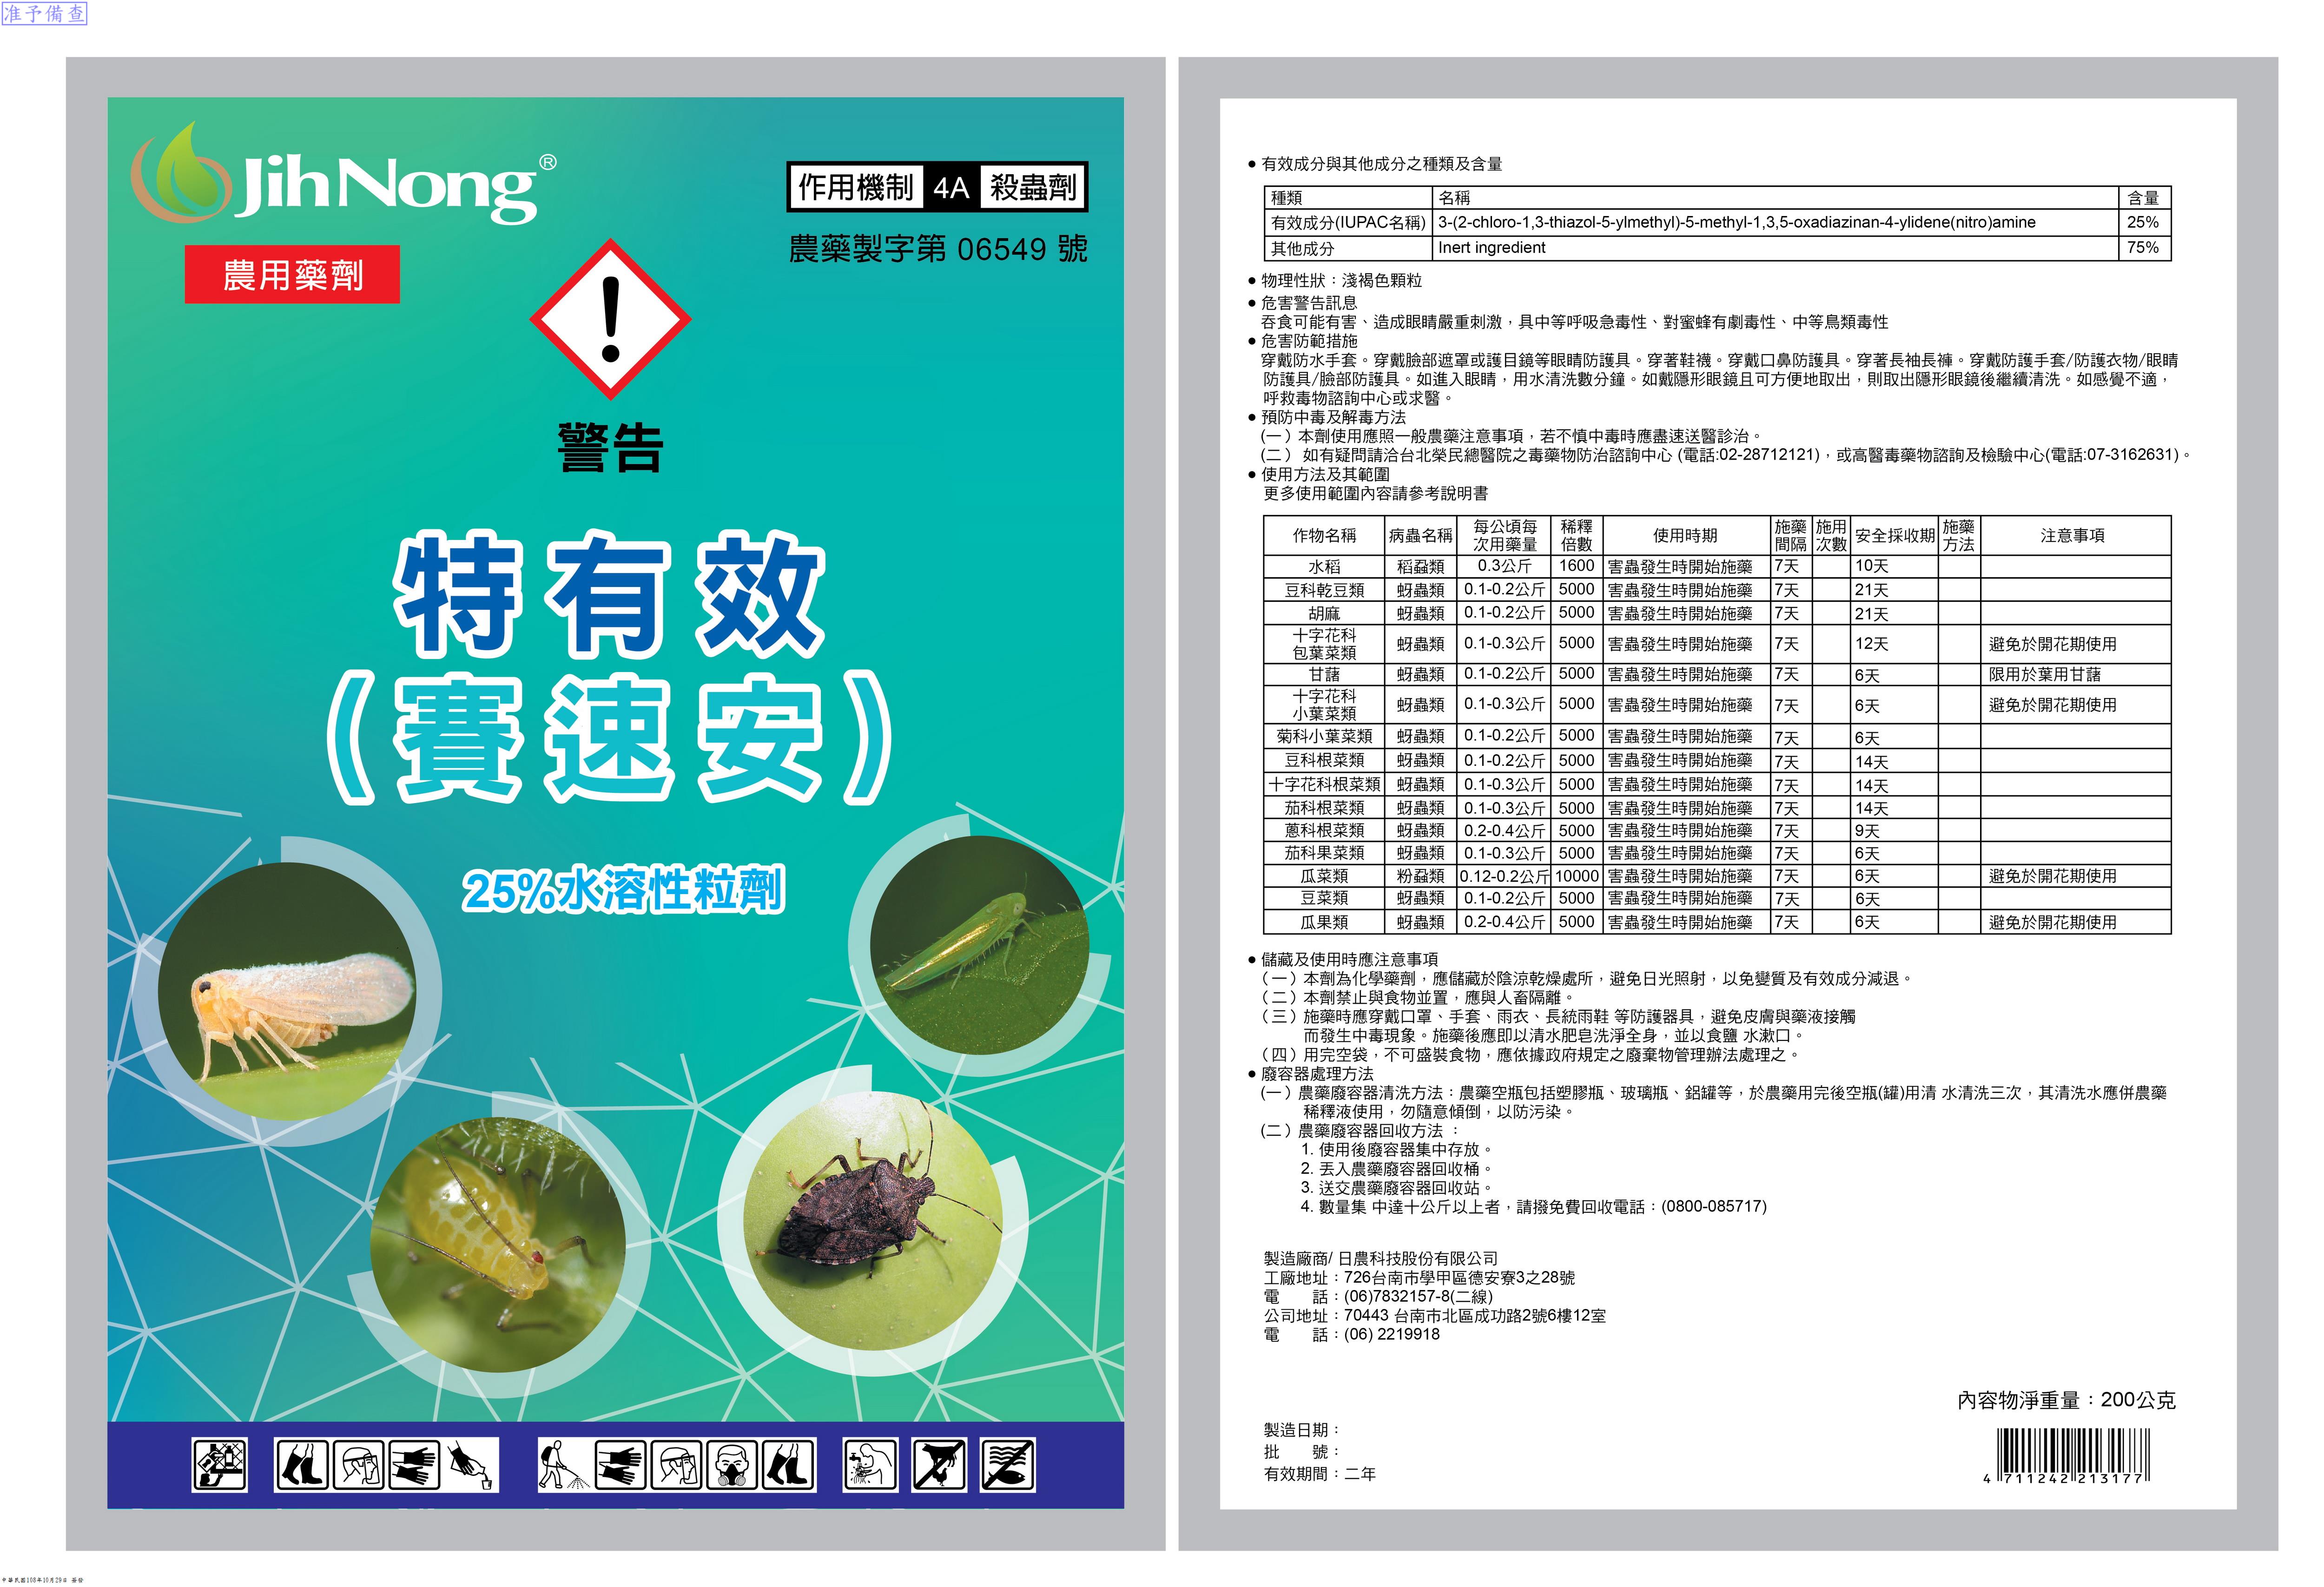 准予備查
JihNong®
作用機制 4A 殺蟲劑
農藥製字第 06549 號
農用藥劑
警告
特有效
(賽速安)
25%水溶性粒劑
● 有效成分與其他成分之種類及含量
種類 名稱 含量
有效成分(IUPAC名稱) 3-(2-chloro-1,3-thiazol-5-ylmethyl)-5-methyl-1,3,5-oxadiazinan-4-ylidene(nitro)amine 25%
其他成分 Inert ingredient 75%
● 物理性狀：淺褐色顆粒
● 危害警告訊息
吞食可能有害、造成眼睛嚴重刺激，具中等呼吸急毒性、對蜜蜂有劇毒性、中等鳥類毒性
● 危害防範措施
穿戴防水手套。穿戴臉部遮罩或護目鏡等眼睛防護具。穿著鞋襪。穿戴口鼻防護具。穿著長袖長褲。穿戴防護手套/防護衣物/眼睛
防護具/臉部防護具。如進入眼睛，用水清洗數分鐘。如戴隱形眼鏡且可方便地取出，則取出隱形眼鏡後繼續清洗。如感覺不適，
呼救毒物諮詢中心或求醫。
● 預防中毒及解毒方法
(一) 本劑使用應照一般農藥注意事項，若不慎中毒時應盡速送醫診治。
(二) 如有疑問請洽台北榮民總醫院之毒藥物防治諮詢中心 (電話:02-28712121)，或高醫毒藥物諮詢及檢驗中心(電話:07-3162631)。
● 使用方法及其範圍
更多使用範圍內容請參考說明書
作物名稱 病蟲名稱 每公頃每次用藥量 稀釋倍數 使用時期 施藥間隔 施用次數 安全採收期 施藥方法 注意事項
水稻 稻蝨類 0.3公斤 1600 害蟲發生時開始施藥 7天 10天
豆科乾豆類 蚜蟲類 0.1-0.2公斤 5000 害蟲發生時開始施藥 7天 21天
胡麻 蚜蟲類 0.1-0.2公斤 5000 害蟲發生時開始施藥 7天 21天
十字花科包葉菜類 蚜蟲類 0.1-0.3公斤 5000 害蟲發生時開始施藥 7天 12天 避免於開花期使用
甘藷 蚜蟲類 0.1-0.2公斤 5000 害蟲發生時開始施藥 7天 6天 限用於葉用甘藷
十字花科小葉菜類 蚜蟲類 0.1-0.3公斤 5000 害蟲發生時開始施藥 7天 6天 避免於開花期使用
菊科小葉菜類 蚜蟲類 0.1-0.2公斤 5000 害蟲發生時開始施藥 7天 6天
豆科根菜類 蚜蟲類 0.1-0.2公斤 5000 害蟲發生時開始施藥 7天 14天
十字花科根菜類 蚜蟲類 0.1-0.3公斤 5000 害蟲發生時開始施藥 7天 14天
茄科根菜類 蚜蟲類 0.1-0.3公斤 5000 害蟲發生時開始施藥 7天 14天
蔥科根菜類 蚜蟲類 0.2-0.4公斤 5000 害蟲發生時開始施藥 7天 9天
茄科果菜類 蚜蟲類 0.1-0.3公斤 5000 害蟲發生時開始施藥 7天 6天
瓜菜類 粉蝨類 0.12-0.2公斤 10000 害蟲發生時開始施藥 7天 6天 避免於開花期使用
豆菜類 蚜蟲類 0.1-0.2公斤 5000 害蟲發生時開始施藥 7天 6天
瓜果類 蚜蟲類 0.2-0.4公斤 5000 害蟲發生時開始施藥 7天 6天 避免於開花期使用
● 儲藏及使用時應注意事項
(一) 本劑為化學藥劑，應儲藏於陰涼乾燥處所，避免日光照射，以免變質及有效成分減退。
(二) 本劑禁止與食物並置，應與人畜隔離。
(三) 施藥時應穿戴口罩、手套、雨衣、長統雨鞋 等防護器具，避免皮膚與藥液接觸
而發生中毒現象。施藥後應即以清水肥皂洗淨全身，並以食鹽 水漱口。
(四) 用完空袋，不可盛裝食物，應依據政府規定之廢棄物管理辦法處理之。
● 廢容器處理方法
(一) 農藥廢容器清洗方法：農藥空瓶包括塑膠瓶、玻璃瓶、鋁罐等，於農藥用完後空瓶(罐)用清 水清洗三次，其清洗水應併農藥
稀釋液使用，勿隨意傾倒，以防污染。
(二) 農藥廢容器回收方法：
1. 使用後廢容器集中存放。
2. 丟入農藥廢容器回收桶。
3. 送交農藥廢容器回收站。
4. 數量集 中達十公斤以上者，請撥免費回收電話：(0800-085717)
製造廠商/ 日農科技股份有限公司
工廠地址：726台南市學甲區德安寮3之28號
電　　話：(06)7832157-8(二線)
公司地址：70443 台南市北區成功路2號6樓12室
電　　話：(06) 2219918
內容物淨重量：200公克
製造日期：
批　　號：
有效期間：二年
4 711242 213177
中華民國108年10月29日 簽發